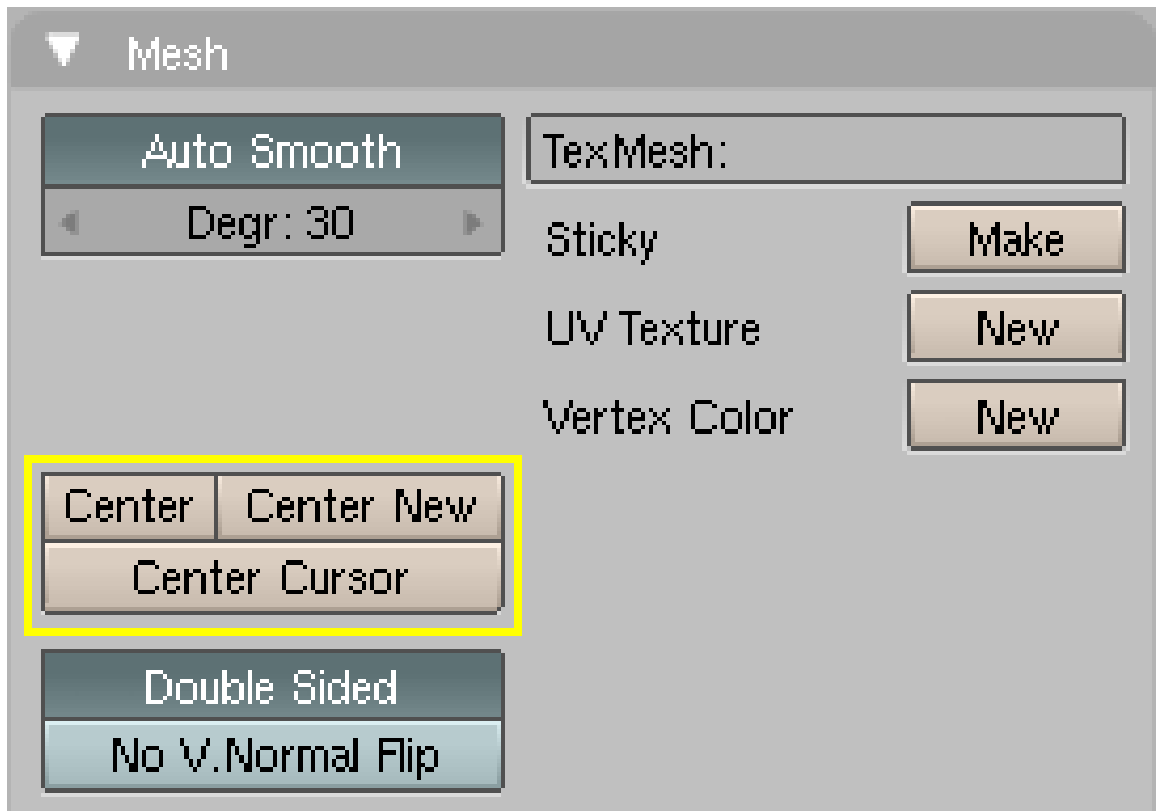 Mesh
Auto Smooth
TexMesh:
Degr: 30
Sticky
Make
UV Texture
New
Vertex Color
New
Center
Center New
Center Cursor
Double Sided
No V.Normal Flip